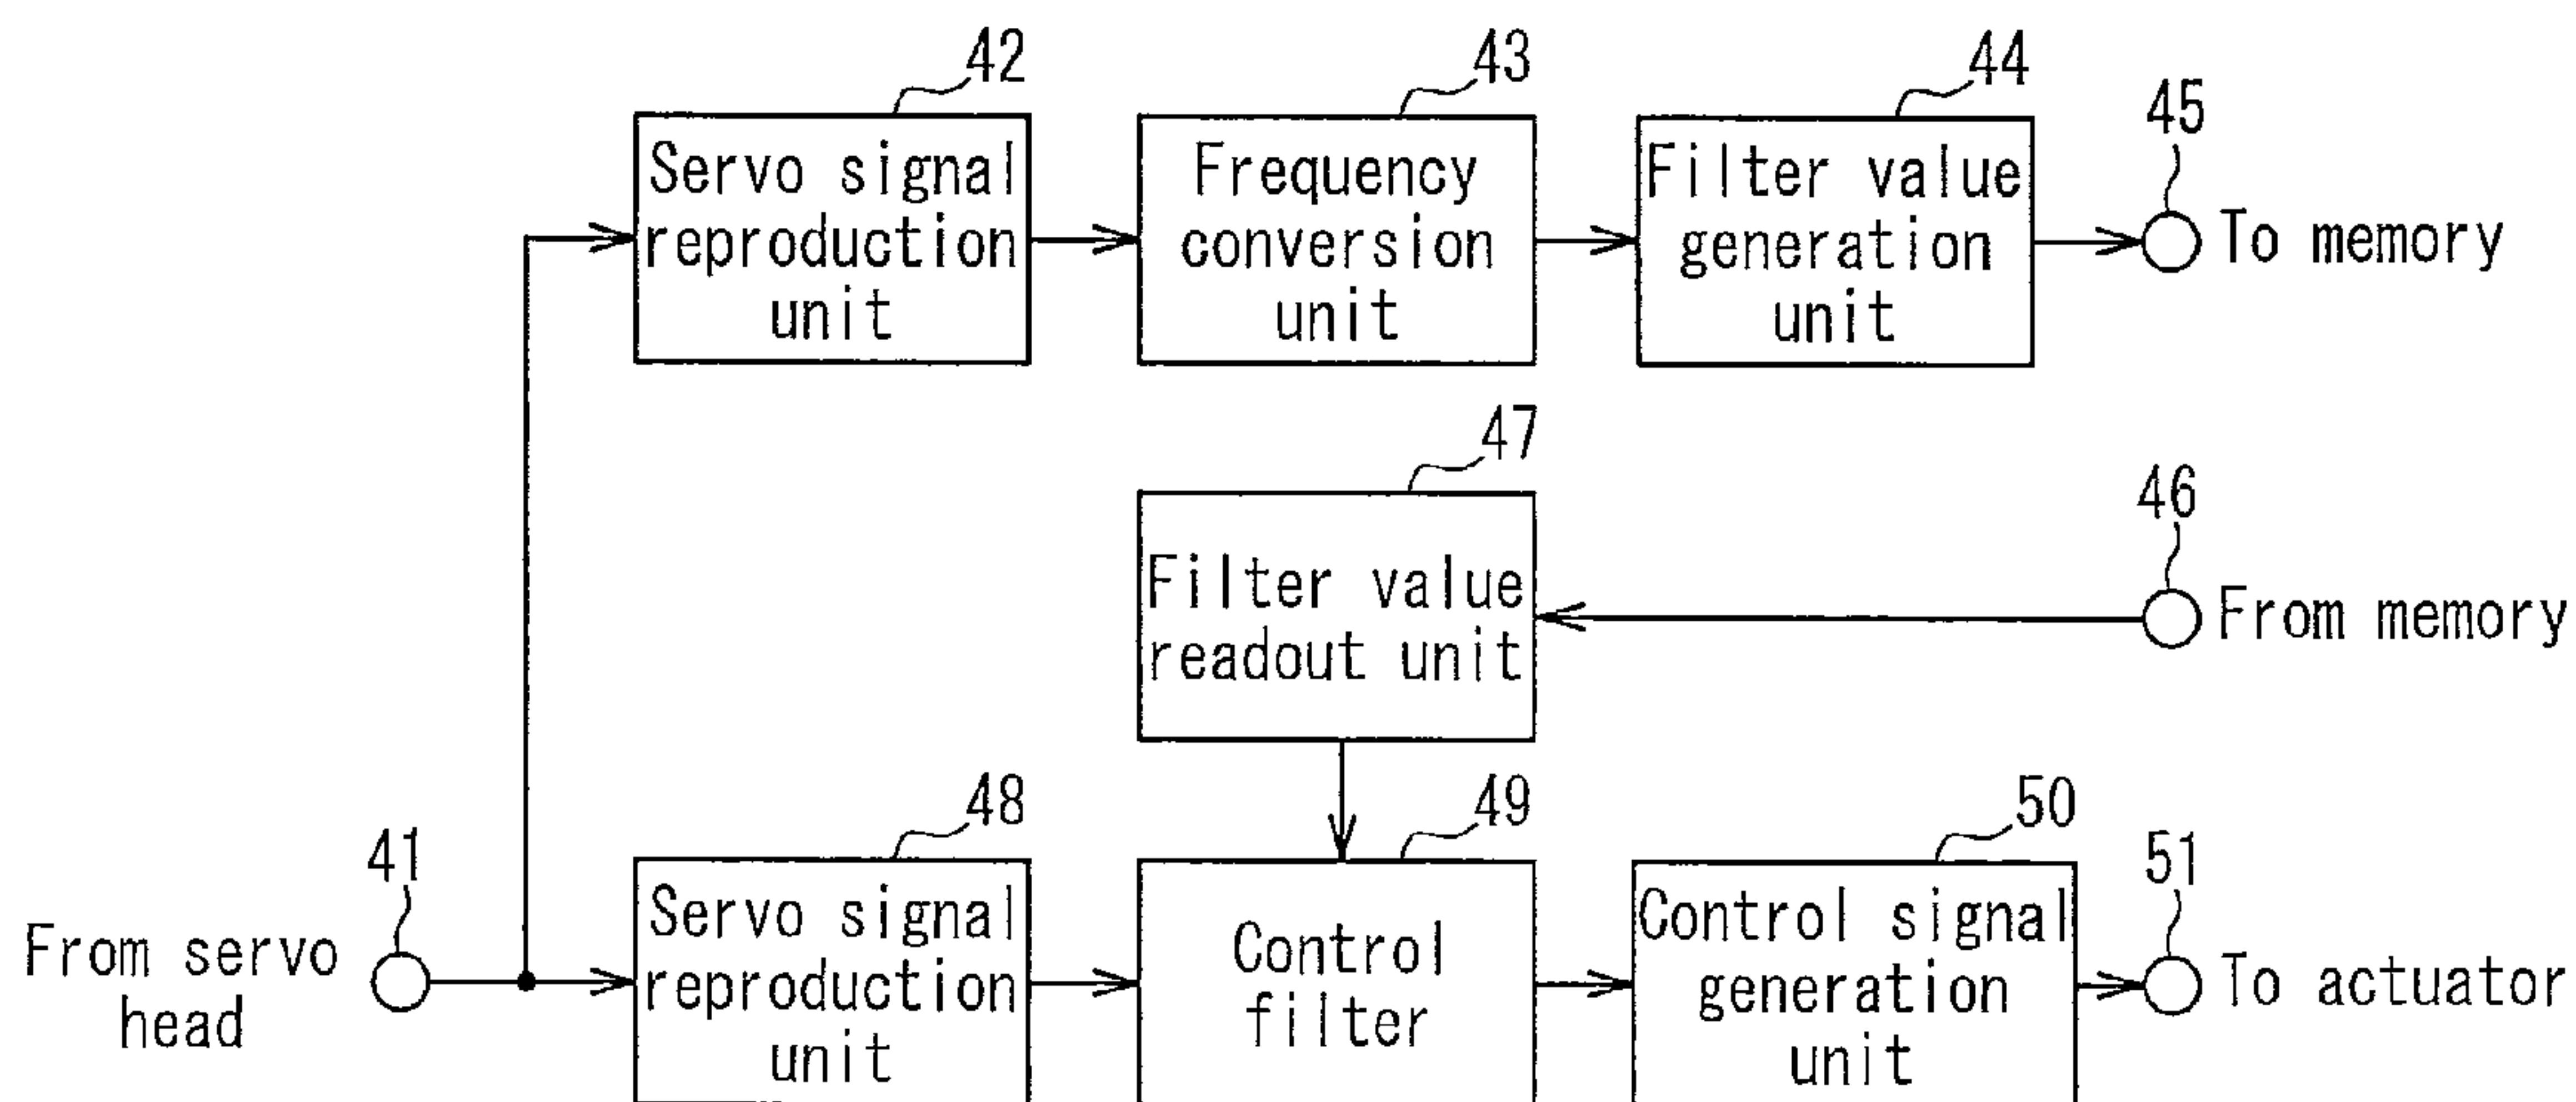 42
43
44
45
Servo signal
reproduction
unit
Frequency
conversion
unit
Filter value
generation
unit
To memory
47
46
Filter value
readout unit
From memory
48
49
50
41
51
From servo
head
Servo signal
reproduction
unit
Control
filter
Control signal
generation
unit
To actuator